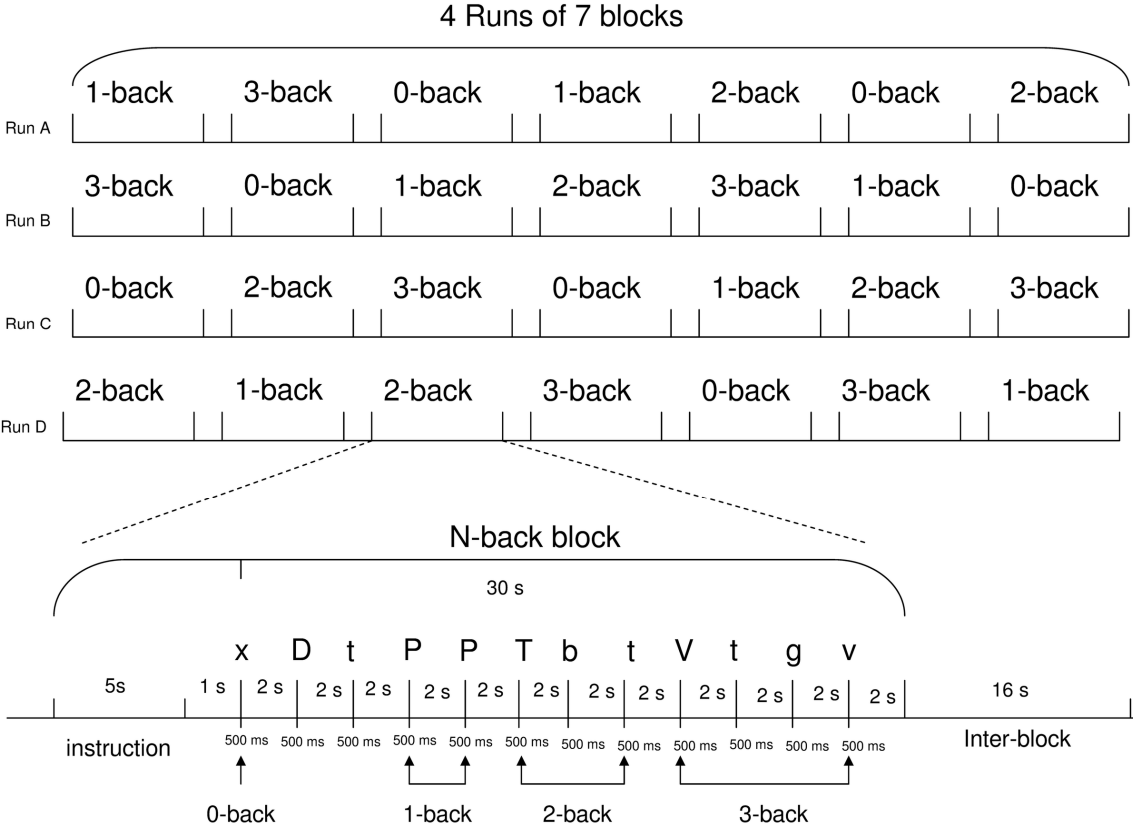 4 Runs of 7 blocks
1-back 3-back 0-back 1-back 2-back 0-back 2-back
Run A
3-back 0-back 1-back 2-back 3-back 1-back 0-back
Run B
0-back 2-back 3-back 0-back 1-back 2-back 3-back
Run C
2-back 1-back 2-back 3-back 0-back 3-back 1-back
Run D
N-back block
30 s
x D t P P T b t V t g v
5s 1 s 2 s 2 s 2 s 2 s 2 s 2 s 2 s 2 s 2 s 2 s 2 s 2 s 16 s
instruction 500 ms 500 ms 500 ms 500 ms 500 ms 500 ms 500 ms 500 ms 500 ms 500 ms 500 ms 500 ms Inter-block
0-back 1-back 2-back 3-back